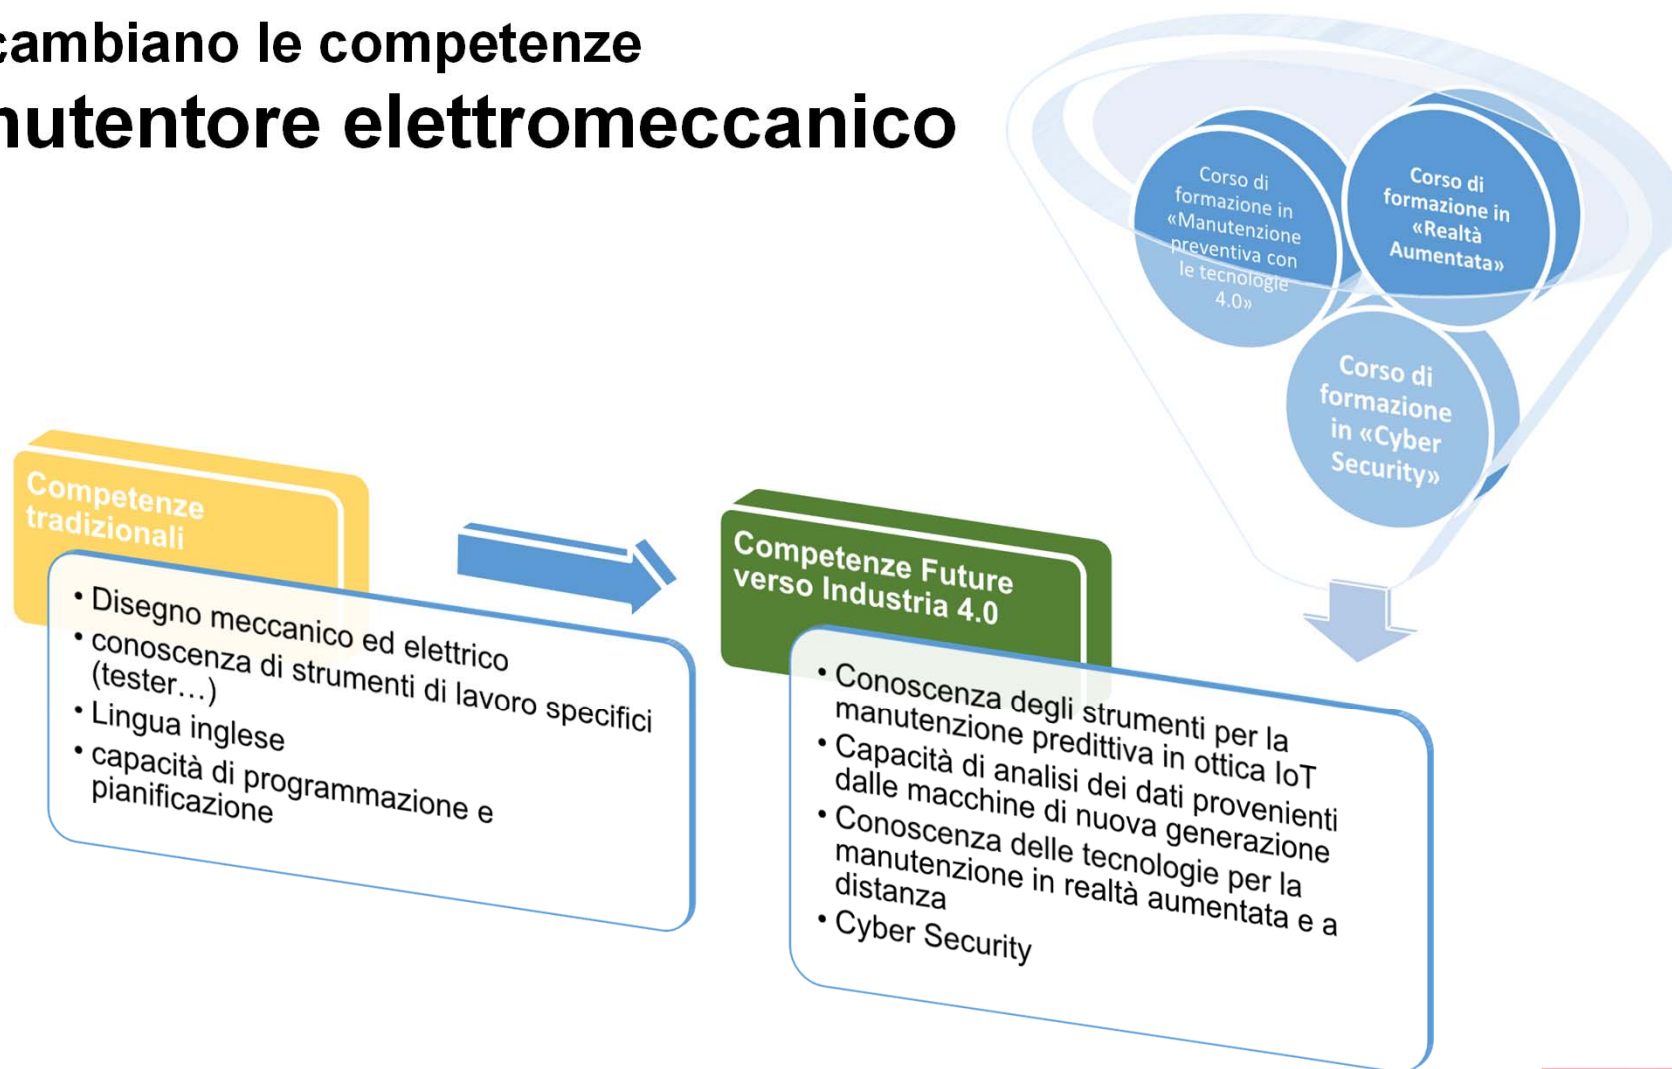 cambiano le competenze
nutentore elettromeccanico
Corso di
formazione in
«Manutenzione
preventiva con
le tecnologie
4.0»
Corso di
formazione in
«Realtà
Aumentata»
Corso di
formazione
in «Cyber
Security»
Competenze
tradizionali
• Disegno meccanico ed elettrico
• conoscenza di strumenti di lavoro specifici
(tester…)
• Lingua inglese
• capacità di programmazione e
pianificazione
Competenze Future
verso Industria 4.0
• Conoscenza degli strumenti per la
manutenzione predittiva in ottica IoT
• Capacità di analisi dei dati provenienti
dalle macchine di nuova generazione
• Conoscenza delle tecnologie per la
manutenzione in realtà aumentata e a
distanza
• Cyber Security